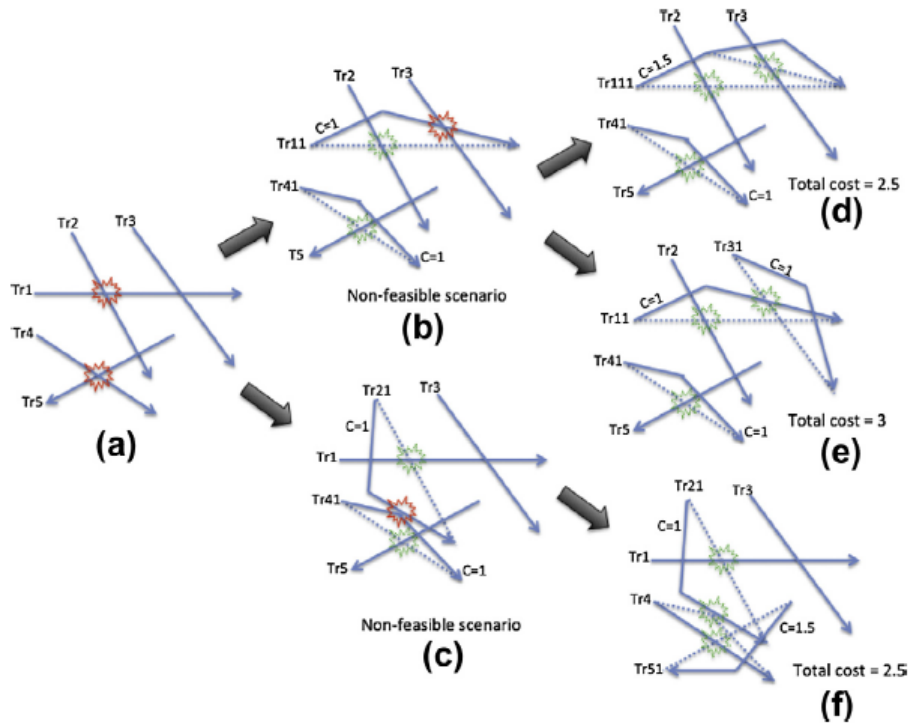 Tr2
Tr3
Tr1
Tr4
Tr5
(a)
Tr2
Tr3
C=1
Tr11
Tr41
T5
C=1
Non-feasible scenario
(b)
Tr21
Tr3
C=1
Tr1
Tr41
Tr5
C=1
Non-feasible scenario
(c)
Tr2
Tr3
C=1.5
Tr111
Tr41
Tr5
C=1
Total cost = 2.5
(d)
Tr2
Tr31
C=1
C=1
Tr11
Tr41
Tr5
C=1
Total cost = 3
(e)
Tr21
Tr3
C=1
Tr1
Tr4
C=1.5
Tr51
Total cost = 2.5
(f)